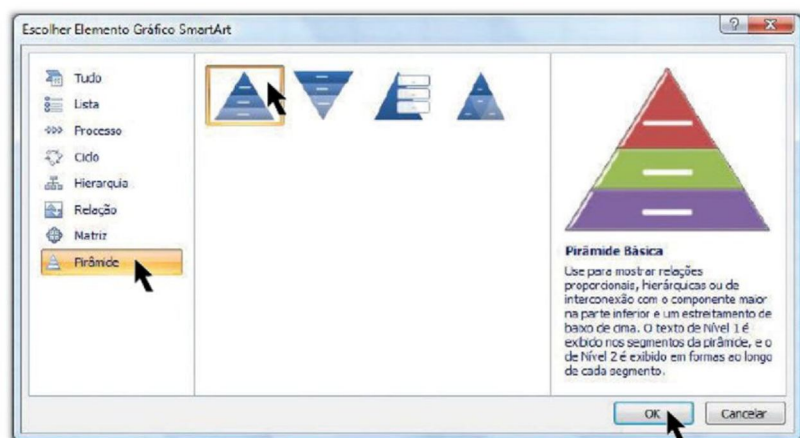 Escolher Elemento Gráfico SmartArt
Tudo
Lista
Processo
Ciclo
Hierarquia
Relação
Matriz
Pirâmide
Pirâmide Básica
Use para mostrar relações
proporcionais, hierárquicas ou de
interconexão com o componente maior
na parte inferior e um estreitamento de
baixo de cima. O texto de Nível 1 é
exibido nos segmentos da pirâmide, e o
de Nível 2 é exibido em formas ao longo
de cada segmento.
OK
Cancelar